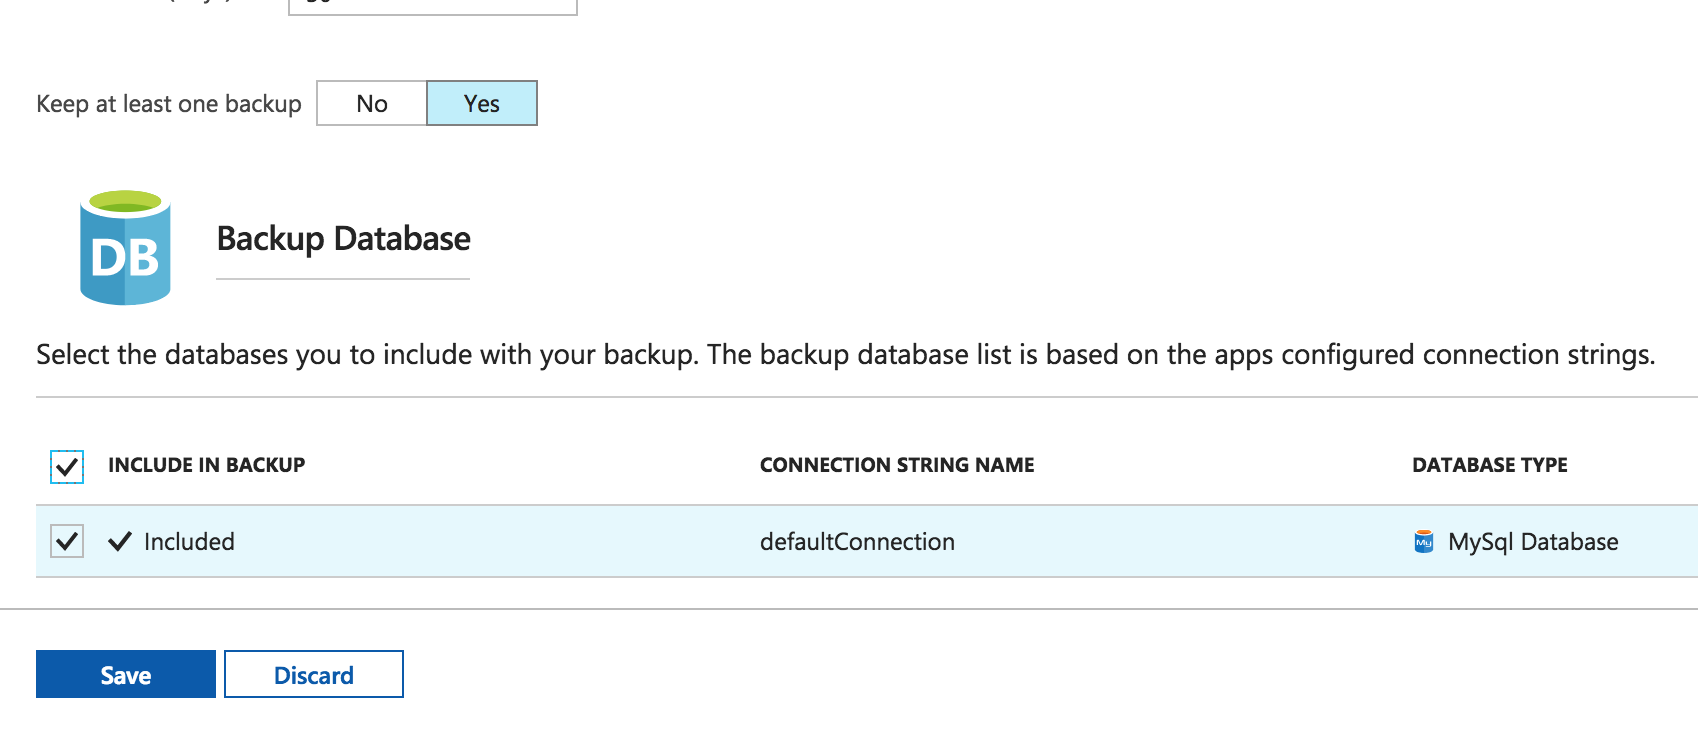 Keep at least one backup No Yes
DB
Backup Database
Select the databases you to include with your backup. The backup database list is based on the apps configured connection strings.
INCLUDE IN BACKUP CONNECTION STRING NAME DATABASE TYPE
Included defaultConnection My MySql Database
Save Discard